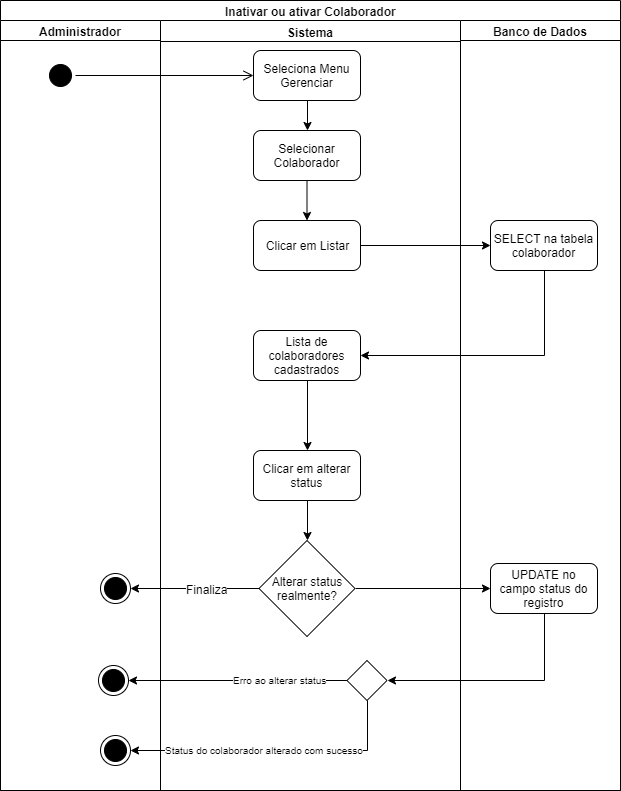 Inativar ou ativar Colaborador
Administrador
Sistema
Banco de Dados
Seleciona Menu
Gerenciar
Selecionar
Colaborador
Clicar em Listar
SELECT na tabela
colaborador
Lista de
colaboradores
cadastrados
Clicar em alterar
status
Alterar status
realmente?
Finaliza
UPDATE no
campo status do
registro
Erro ao alterar status
Status do colaborador alterado com sucesso